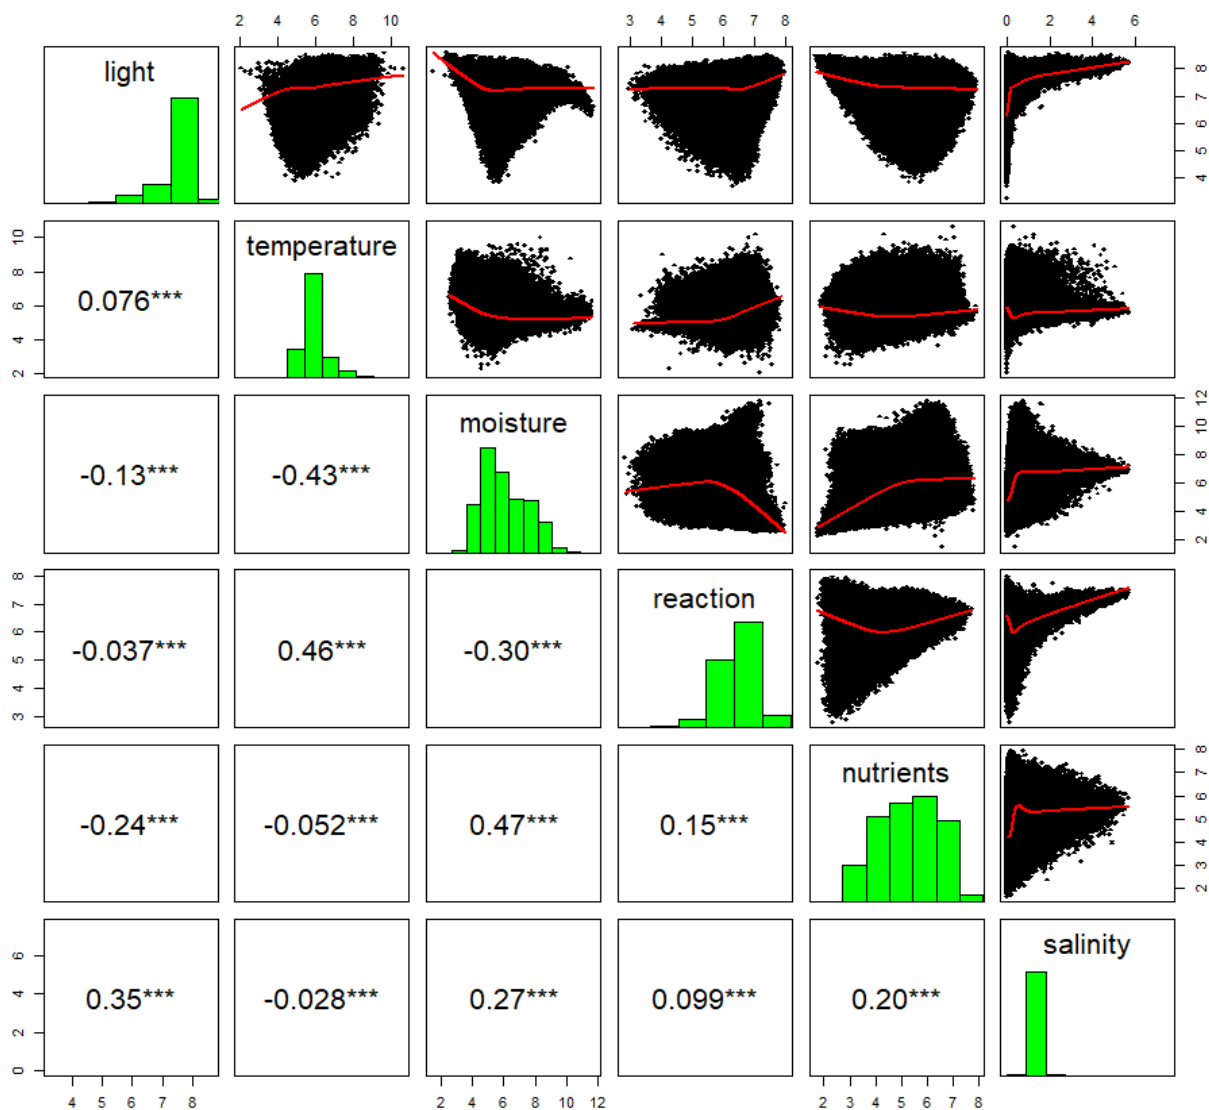 2 4 6 8 10
3 4 5 6 7 8
0 2 4 6
light
4 5 6 7 8
2 4 6 8 10
0.076***
temperature
-0.13***
-0.43***
moisture
2 4 6 8 10 12
3 4 5 6 7 8
-0.037***
0.46***
-0.30***
reaction
-0.24***
-0.052***
0.47***
0.15***
nutrients
2 3 4 5 6 7 8
0 2 4 6
0.35***
-0.028***
0.27***
0.099***
0.20***
salinity
4 5 6 7 8
2 4 6 8 10 12
2 3 4 5 6 7 8